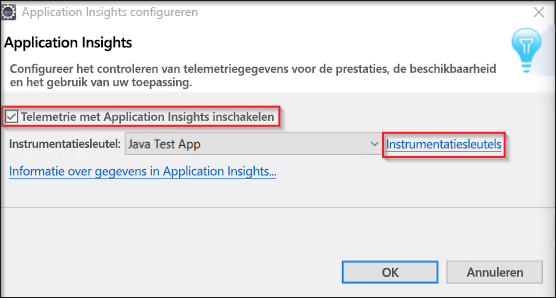 Application Insights configureren
Application Insights
Configureer het controleren van telemetriegegevens voor de prestaties, de beschikbaarheid
en het gebruik van uw toepassing.
Telemetrie met Application Insights inschakelen
Instrumentatiesleutel: Java Test App Instrumentatiesleutels
Informatie over gegevens in Application Insights...
OK Annuleren